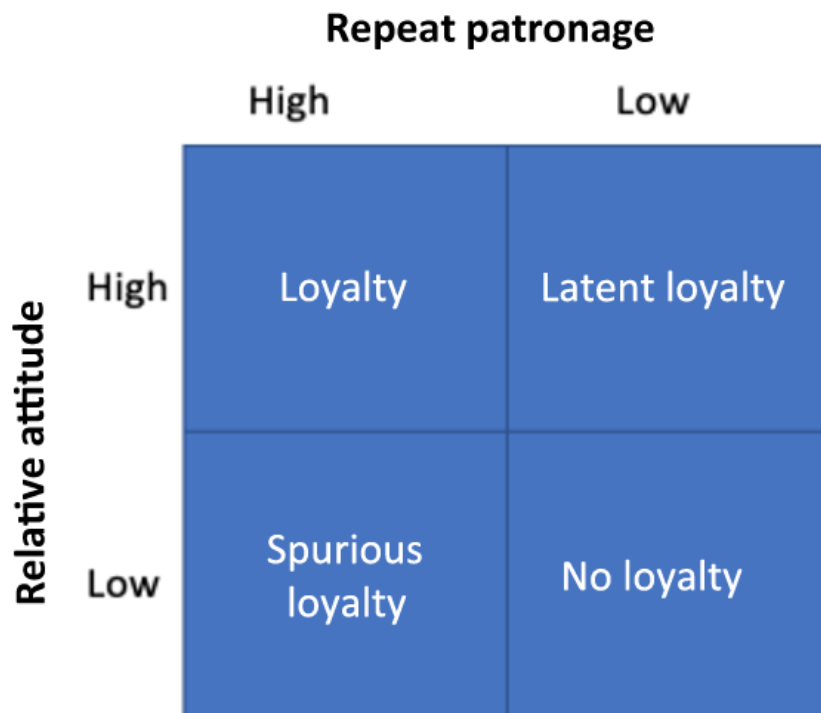 Repeat patronage
High Low
Relative attitude
High
Loyalty
Latent loyalty
Low
Spurious
loyalty
No loyalty